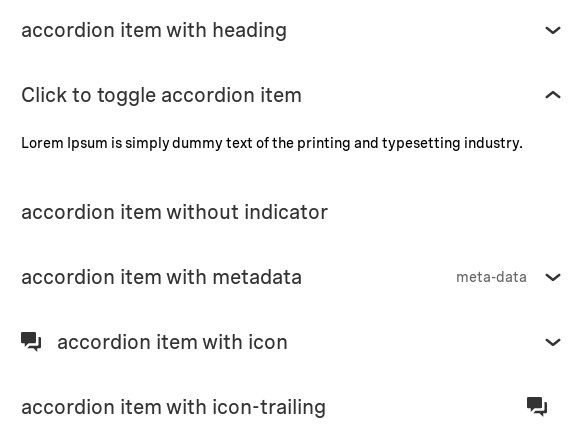 accordion item with heading
Click to toggle accordion item
Lorem Ipsum is simply dummy text of the printing and typesetting industry.
accordion item without indicator
accordion item with metadata meta-data
accordion item with icon
accordion item with icon-trailing